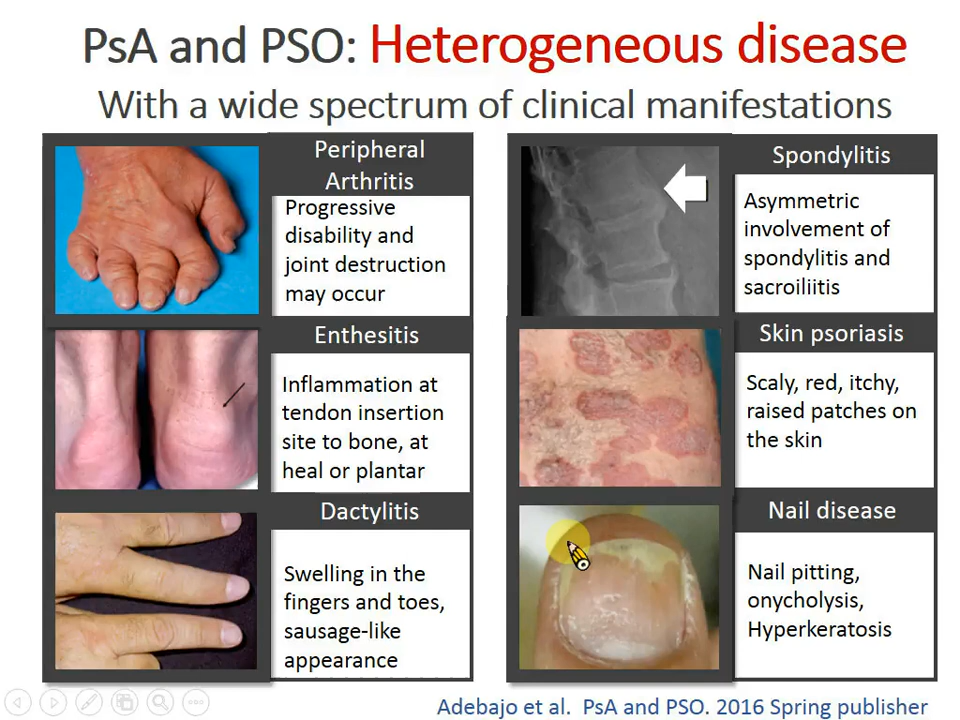 PsA and PSO: Heterogeneous disease
With a wide spectrum of clinical manifestations
Peripheral
Arthritis
Progressive
disability and
joint destruction
may occur
Enthesitis
Inflammation at
tendon insertion
site to bone, at
heal or plantar
Dactylitis
Swelling in the
fingers and toes,
sausage-like
appearance
Spondylitis
Asymmetric
involvement of
spondylitis and
sacroiliitis
Skin psoriasis
Scaly, red, itchy,
raised patches on
the skin
Nail disease
Nail pitting,
onycholysis,
Hyperkeratosis
Adebajo et al.  PsA and PSO. 2016 Spring publisher